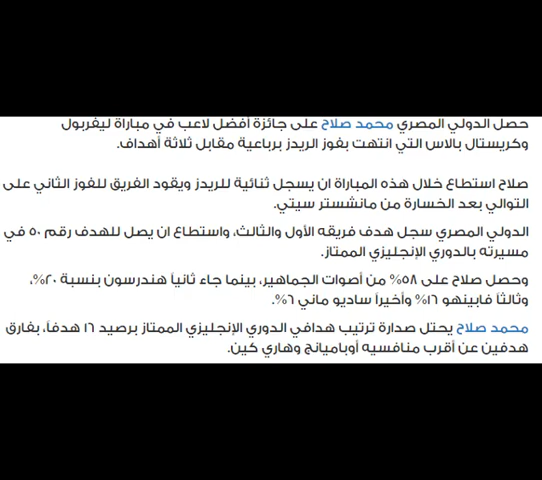 حصل الدولي المصري محمد صلاح على جائزة أفضل لاعب في مباراة ليفربول
وكريستال بالاس التي انتهت بفوز الريدز برباعية مقابل ثلاثة أهداف.
صلاح استطاع خلال هذه المباراة ان يسجل ثنائية للريدز ويقود الفريق للفوز الثاني على
التوالي بعد الخسارة من مانشستر سيتي.
الدولي المصري سجل هدف فريقه الأول والثالث، واستطاع ان يصل للهدف رقم ٥٠ في
مسيرته بالدوري الإنجليزي الممتاز.
وحصل صلاح على ٥٨% من أصوات الجماهير، بينما جاء ثانياً هندرسون بنسبة ٢٠%،
وثالثاً فابينهو ١٦% وأخيراً ساديو ماني ٦%.
محمد صلاح يحتل صدارة ترتيب هدافي الدوري الإنجليزي الممتاز برصيد ١٦ هدفاً، بفارق
هدفين عن أقرب منافسيه أوباميانج وهاري كين.